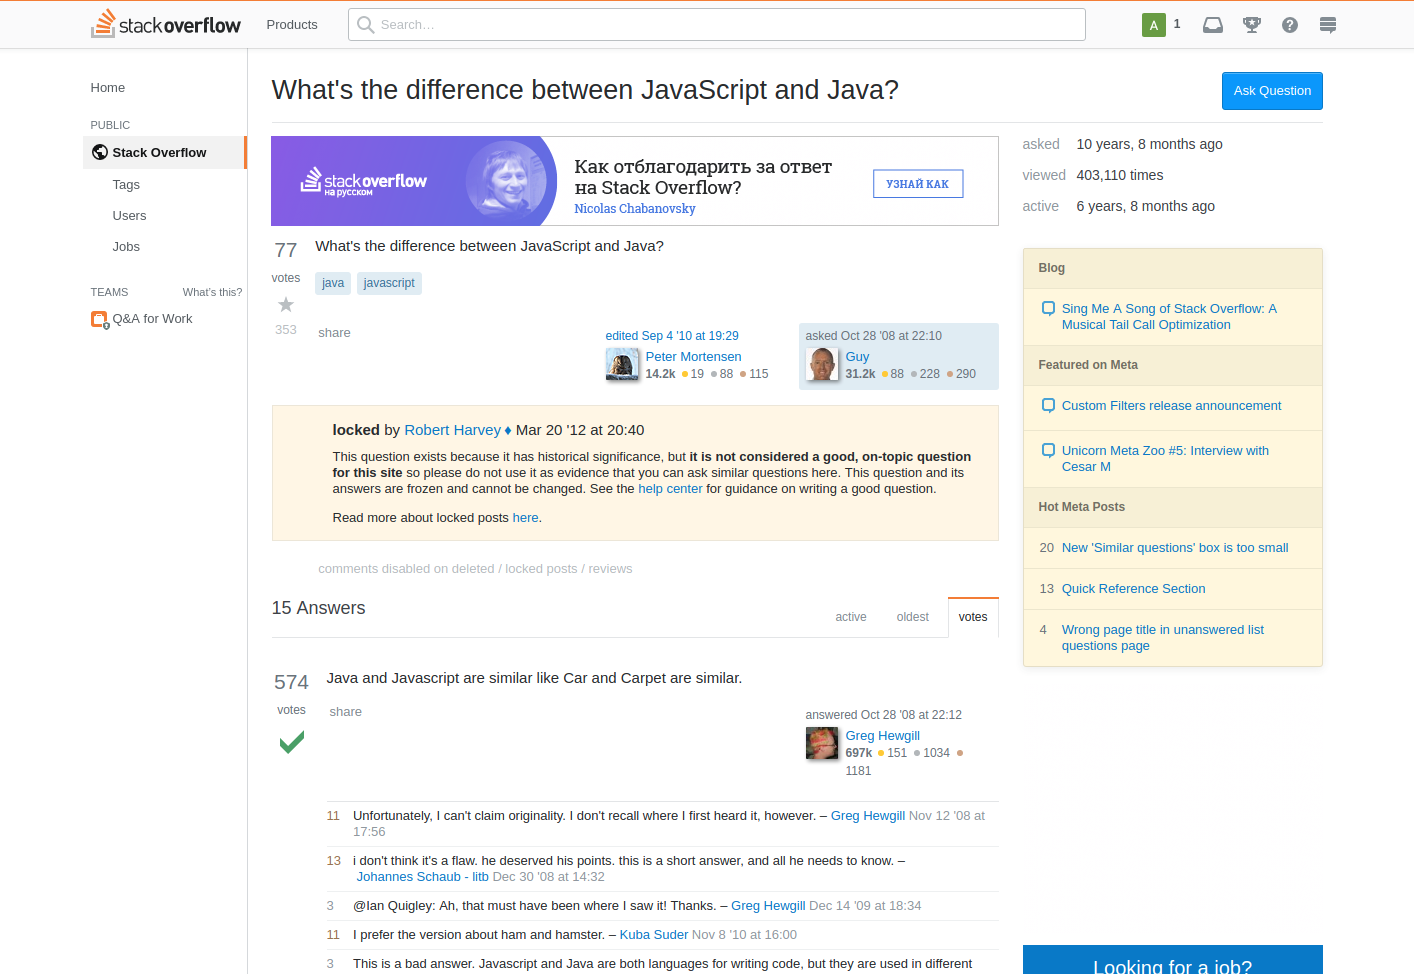 stackoverflow
Products
Search…
A
1
Home
PUBLIC
Stack Overflow
Tags
Users
Jobs
TEAMS
What's this?
Q&A for Work
What's the difference between JavaScript and Java?
Ask Question
stackoverflow
на русском
Как отблагодарить за ответ
на Stack Overflow?
Nicolas Chabanovsky
УЗНАЙ КАК
77
votes
353
What's the difference between JavaScript and Java?
java javascript
share
edited Sep 4 '10 at 19:29
Peter Mortensen
14.2k 19 88 115
asked Oct 28 '08 at 22:10
Guy
31.2k 88 228 290
locked by Robert Harvey♦ Mar 20 '12 at 20:40
This question exists because it has historical significance, but it is not considered a good, on-topic question
for this site so please do not use it as evidence that you can ask similar questions here. This question and its
answers are frozen and cannot be changed. See the help center for guidance on writing a good question.
Read more about locked posts here.
comments disabled on deleted / locked posts / reviews
15 Answers
active
oldest
votes
574
votes
Java and Javascript are similar like Car and Carpet are similar.
share
answered Oct 28 '08 at 22:12
Greg Hewgill
697k 151 1034
1181
11 Unfortunately, I can't claim originality. I don't recall where I first heard it, however. – Greg Hewgill Nov 12 '08 at
17:56
13 i don't think it's a flaw. he deserved his points. this is a short answer, and all he needs to know. –
Johannes Schaub - litb Dec 30 '08 at 14:32
3 @Ian Quigley: Ah, that must have been where I saw it! Thanks. – Greg Hewgill Dec 14 '09 at 18:34
11 I prefer the version about ham and hamster. – Kuba Suder Nov 8 '10 at 16:00
3 This is a bad answer. Javascript and Java are both languages for writing code, but they are used in different
asked 10 years, 8 months ago
viewed 403,110 times
active 6 years, 8 months ago
Blog
Sing Me A Song of Stack Overflow: A
Musical Tail Call Optimization
Featured on Meta
Custom Filters release announcement
Unicorn Meta Zoo #5: Interview with
Cesar M
Hot Meta Posts
20 New 'Similar questions' box is too small
13 Quick Reference Section
4 Wrong page title in unanswered list
questions page
Looking for a job?